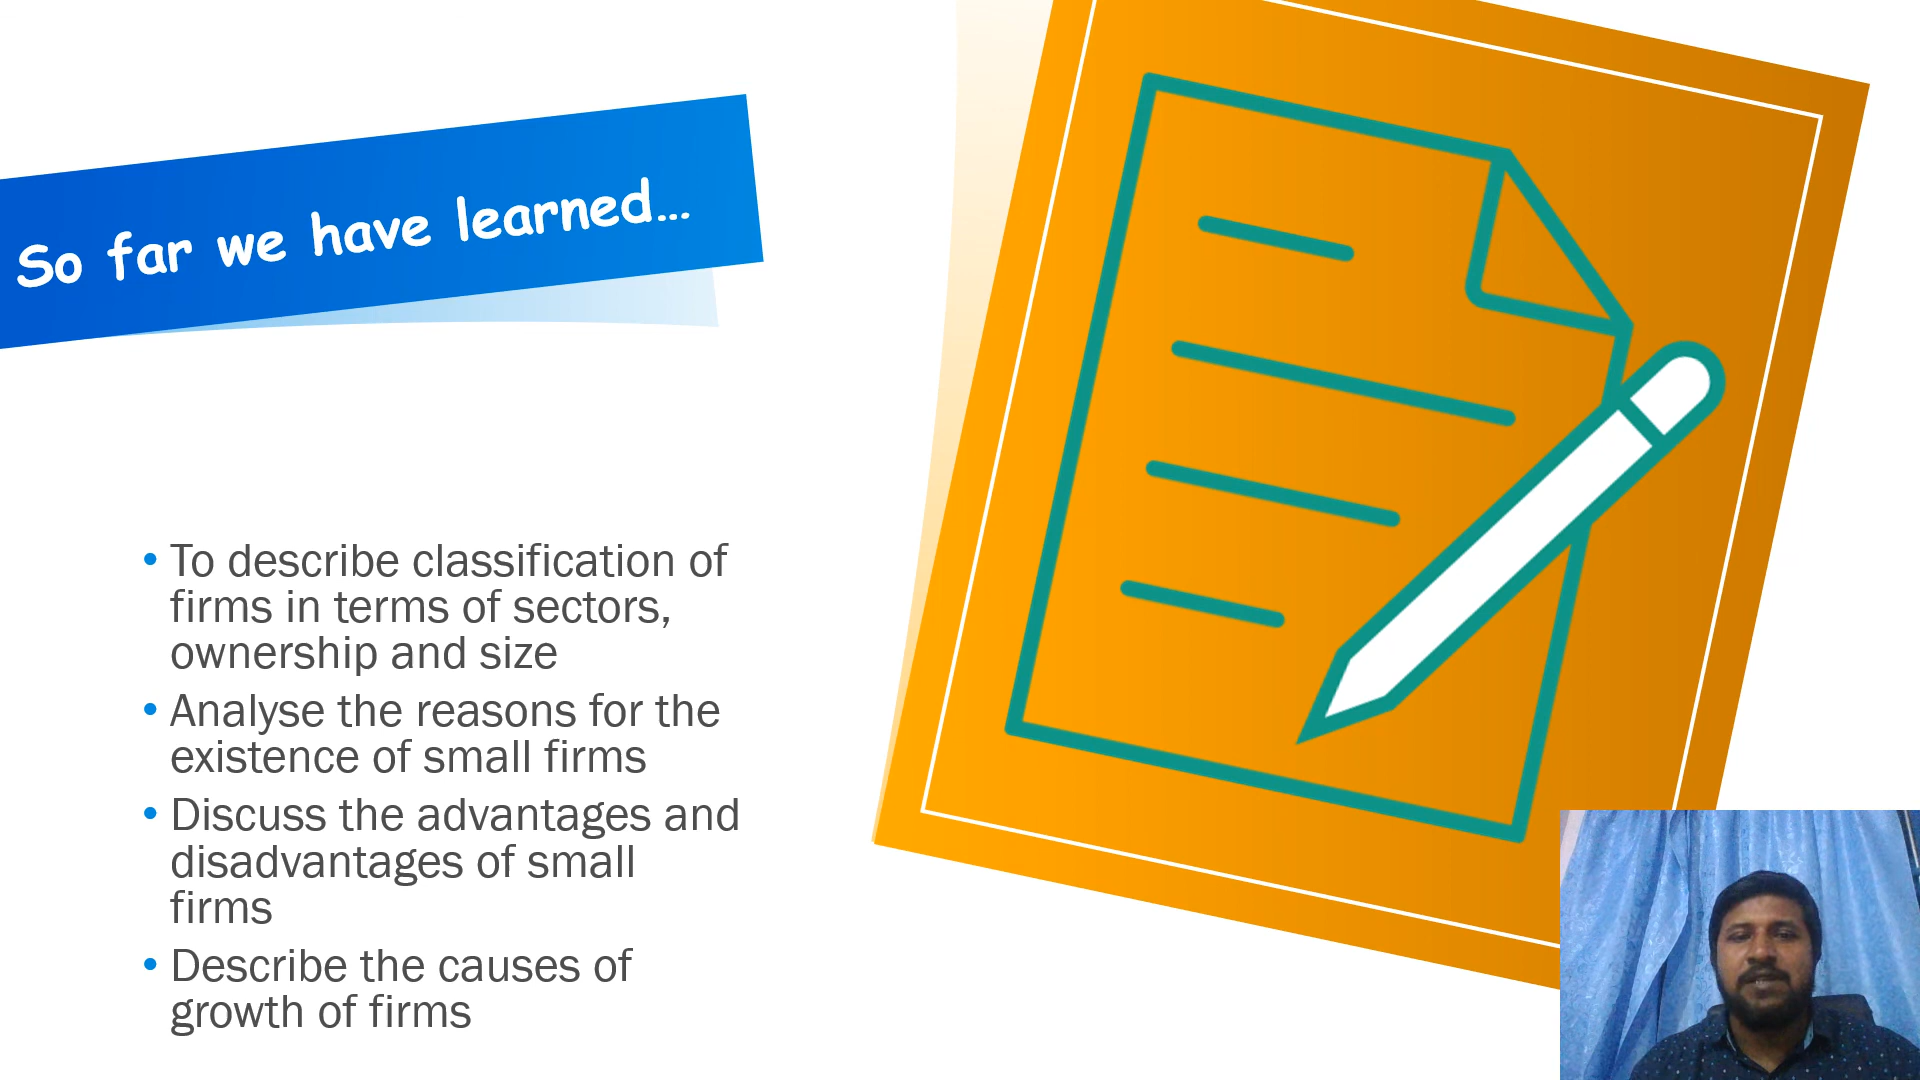 So far we have learned...
• To describe classification of
firms in terms of sectors,
ownership and size
• Analyse the reasons for the
existence of small firms
• Discuss the advantages and
disadvantages of small
firms
• Describe the causes of
growth of firms